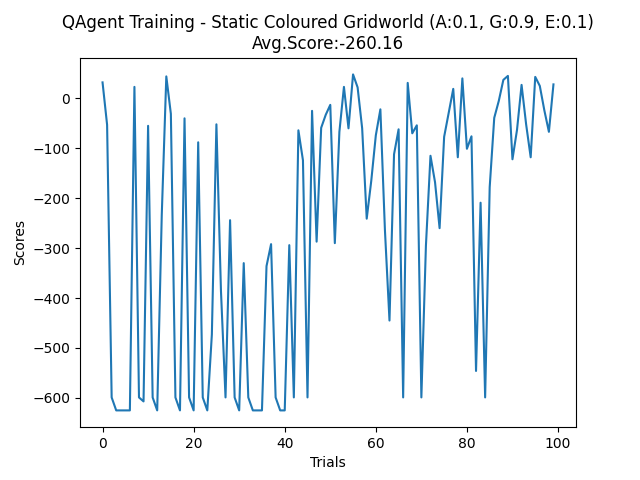 QAgent Training - Static Coloured Gridworld (A:0.1, G:0.9, E:0.1)
Avg.Score:-260.16
0
−100
−200
−300
−400
−500
−600
Scores
0 20 40 60 80 100
Trials